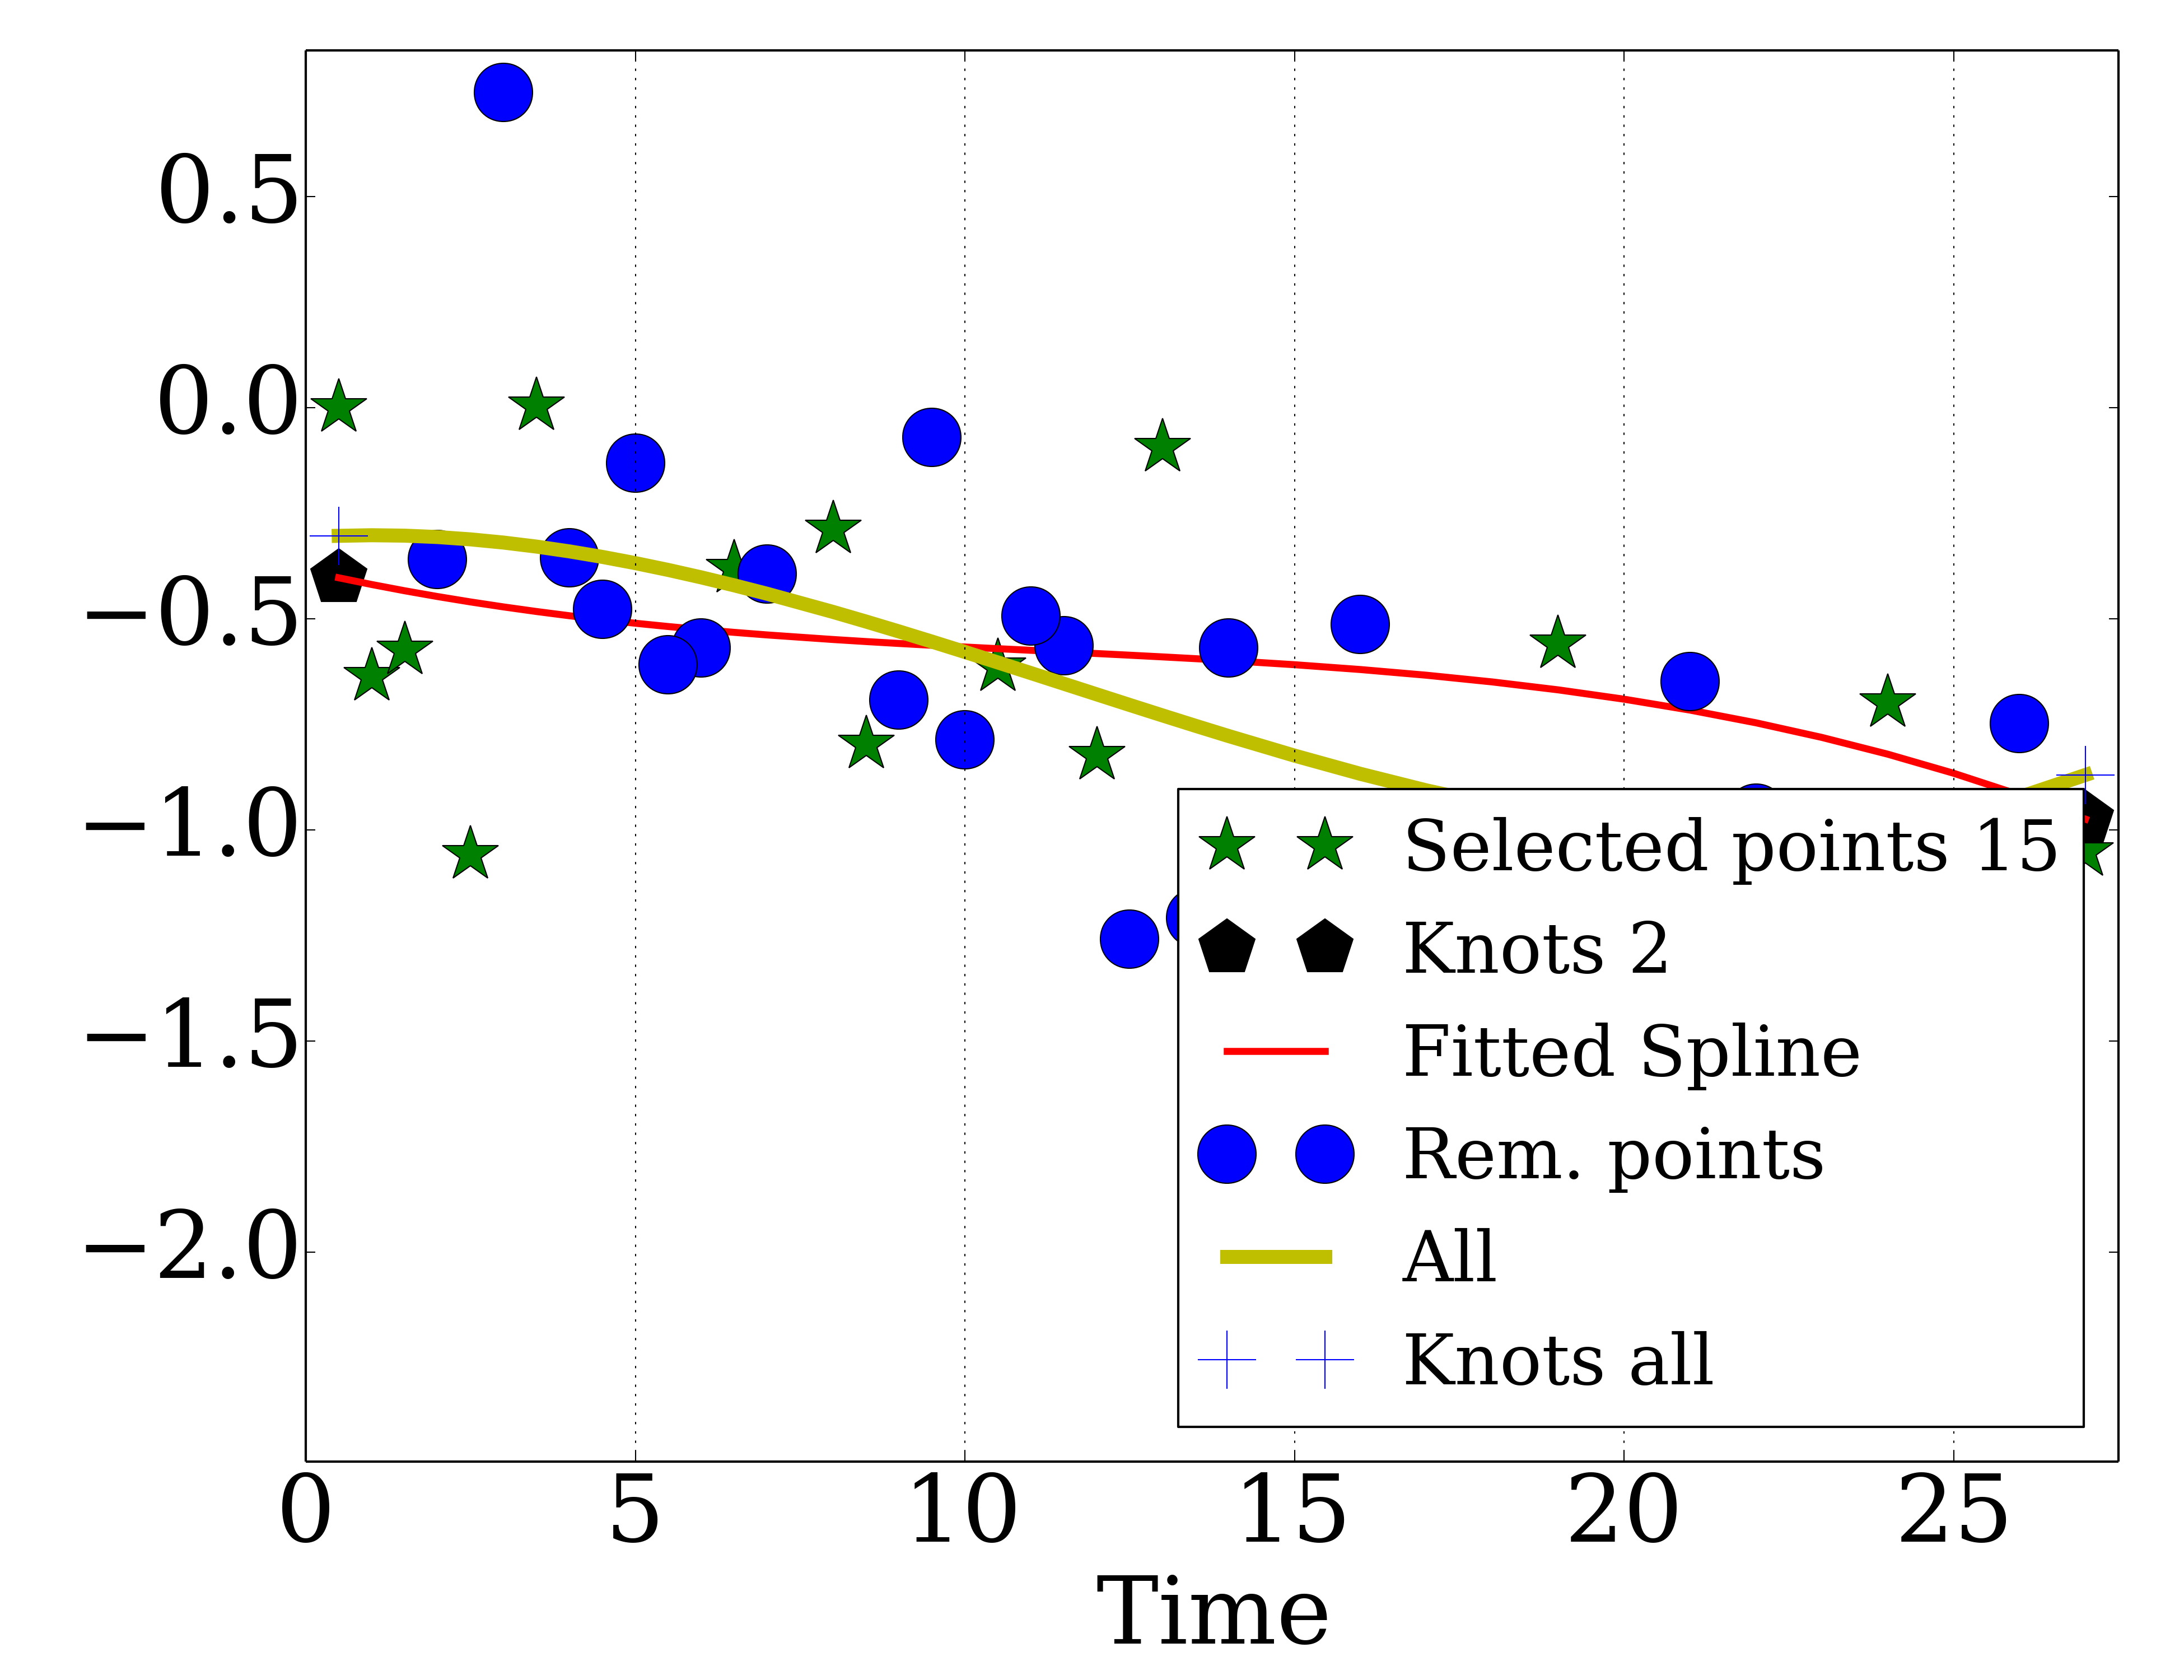 0.5
0.0
−0.5
−1.0
−1.5
−2.0
Selected points 15
Knots 2
Fitted Spline
Rem. points
All
Knots all
0 5 10 15 20 25
Time